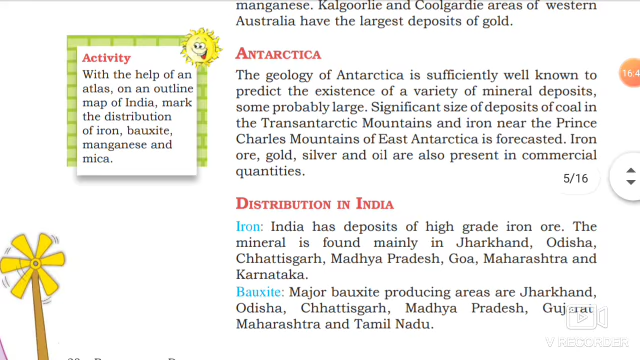 manganese. Kalgoorlie and Coolgardie areas of western
Australia have the largest deposits of gold.
Activity
With the help of an
atlas, on an outline
map of India, mark
the distribution
of iron, bauxite,
manganese and
mica.
ANTARCTICA
The geology of Antarctica is sufficiently well known to
predict the existence of a variety of mineral deposits,
some probably large. Significant size of deposits of coal in
the Transantarctic Mountains and iron near the Prince
Charles Mountains of East Antarctica is forecasted. Iron
ore, gold, silver and oil are also present in commercial
quantities.
16.4
5/16
DISTRIBUTION IN INDIA
Iron: India has deposits of high grade iron ore. The
mineral is found mainly in Jharkhand, Odisha,
Chhattisgarh, Madhya Pradesh, Goa, Maharashtra and
Karnataka.
Bauxite: Major bauxite producing areas are Jharkhand,
Odisha, Chhattisgarh, Madhya Pradesh, Gujarat,
Maharashtra and Tamil Nadu.
V RECORDER